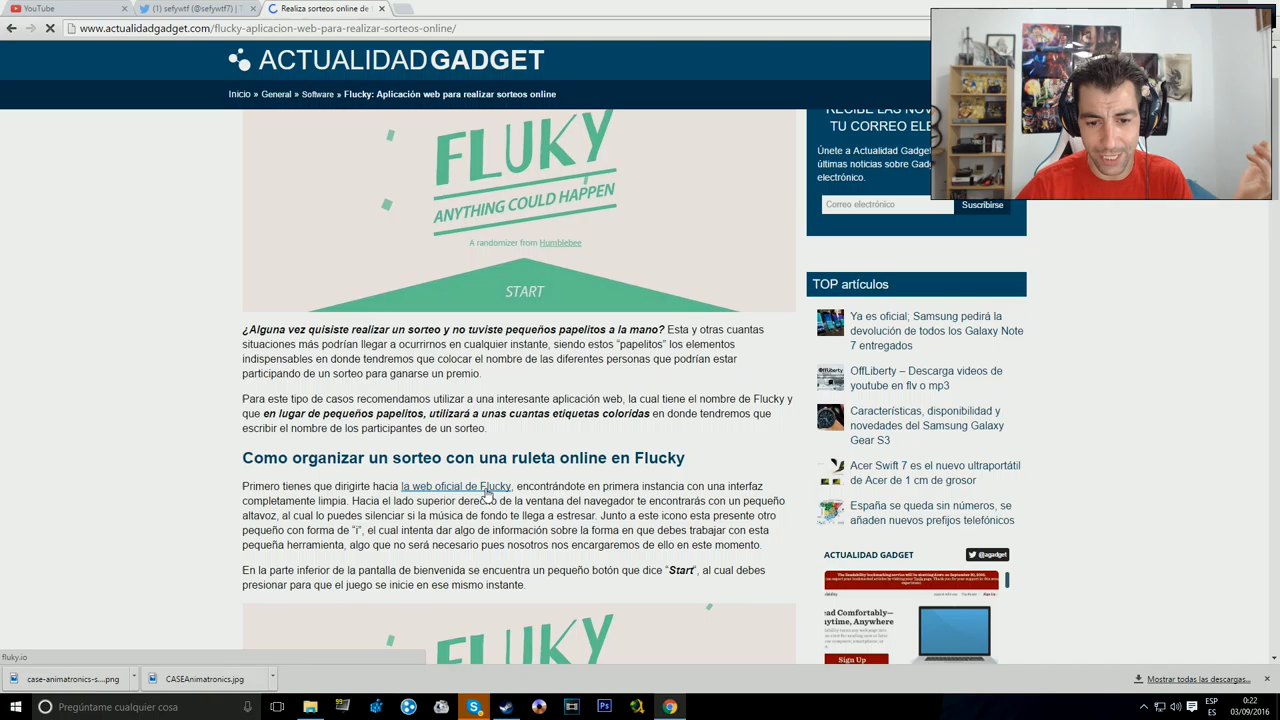 YouTube
(1) sefywtf (@sefywtf7) | T
Realiza sorteos online de
www.actualidadgadget.com/flucky-aplicacion-web-para-realizar-sorteos-online/
ACTUALIDADGADGET
Inicio » General » Software » Flucky: Aplicación web para realizar sorteos online
FLUKY
ANYTHING COULD HAPPEN
A randomizer from Humblebee
START
RECIBE LAS NOV
TU CORREO ELE
Únete a Actualidad Gadget
últimas noticias sobre Gad
electrónico.
Correo electrónico
Suscribirse
¿Alguna vez quisiste realizar un sorteo y no tuviste pequeños papelitos a la mano? Esta y otras cuantas
situaciones más podrían llegar a ocurrirnos en cualquier instante, siendo estos “papelitos” los elementos
indispensables en donde tendremos que colocar el nombre de las diferentes personas que podrían estar
participando de un sorteo para ganarse un premio.
Para este tipo de casos recomendamos utilizar a una interesante aplicación web, la cual tiene el nombre de Flucky y
que en lugar de pequeños papelitos, utilizará a unas cuantas etiquetas coloridas en donde tendremos que
escribir el nombre de los participantes de un sorteo.
Como organizar un sorteo con una ruleta online en Flucky
Primero tienes que dirigirte hacia la web oficial de Flucky, encontrándote en primera instancia con una interfaz
completamente limpia. Hacia el lado superior derecho de la ventana del navegador te encontrarás con un pequeño
altavoz, el cual lo puedes silenciar si la música de fondo te llega a estresar. Junto a este icono esta presente otro
pequeño con forma de “i”, el cual intenta dar algo de información sobre la forma en que debes trabajar con esta
pequeña herramienta, algo que no será necesario pues nosotros nos encargaremos de ello en este momento.
En la parte inferior de la pantalla de bienvenida se encuentra un pequeño botón que dice “Start“, al cual debes
para que el juego se inicie en ese mismo instante.
TOP artículos
Ya es oficial; Samsung pedirá la
devolución de todos los Galaxy Note
7 entregados
OffLiberty – Descarga videos de
youtube en flv o mp3
Características, disponibilidad y
novedades del Samsung Galaxy
Gear S3
Acer Swift 7 es el nuevo ultraportátil
de Acer de 1 cm de grosor
España se queda sin números, se
añaden nuevos prefijos telefónicos
ACTUALIDAD GADGET
@agadget
ad Comfortably—
ytime, Anywhere
Sign Up
fluky.io
case-animatronics-s....png
CASEAnimatronics.jpg
Mostrar todas las descargas...
Pregúntame cualquier cosa
ESP
ES
0:22
03/09/2016